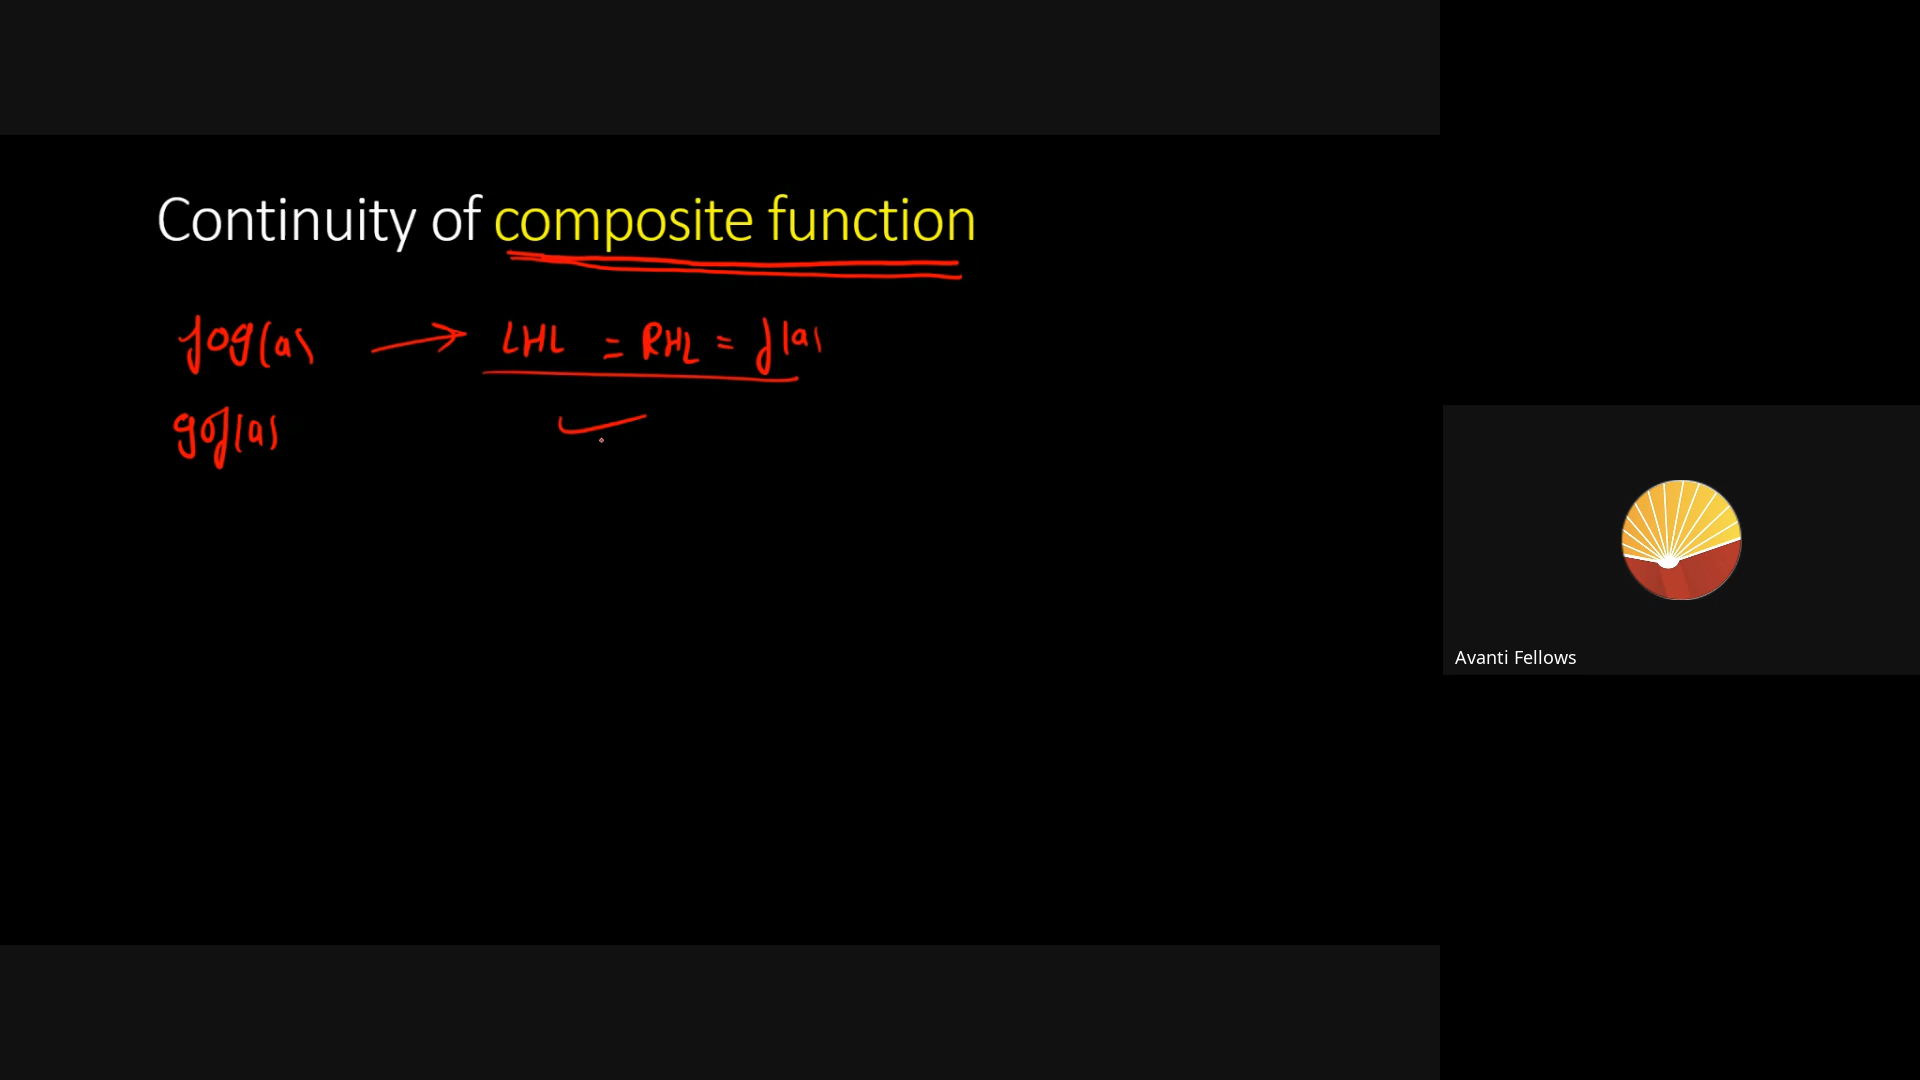 Continuity of composite function
fog(a) → LHL = RHL = f(a)
gof(a)
Avanti Fellows